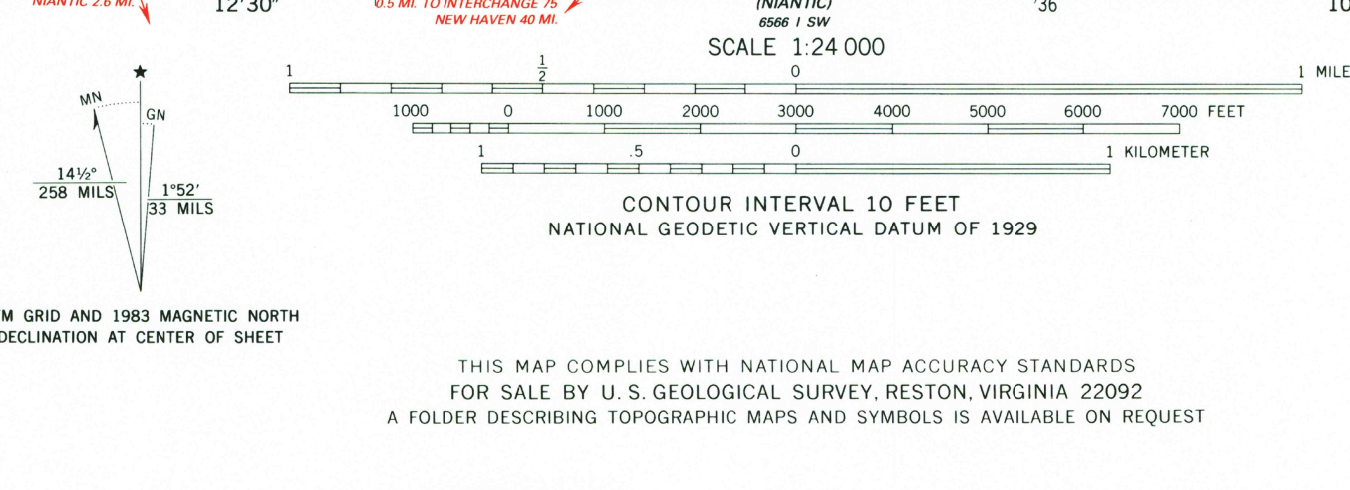 NIANTIC 2.6 MI.
12'30"
0.5 MI. TO INTERCHANGE 75
NEW HAVEN 40 MI.
(NIANTIC)
6566 I SW
'36
10
SCALE 1:24 000
1 1/2 0 1 MILE
1000 0 1000 2000 3000 4000 5000 6000 7000 FEET
1 .5 0 1 KILOMETER
CONTOUR INTERVAL 10 FEET
NATIONAL GEODETIC VERTICAL DATUM OF 1929
★
MN
GN
14½°
258 MILS
1°52'
33 MILS
M GRID AND 1983 MAGNETIC NORTH
DECLINATION AT CENTER OF SHEET
THIS MAP COMPLIES WITH NATIONAL MAP ACCURACY STANDARDS
FOR SALE BY U. S. GEOLOGICAL SURVEY, RESTON, VIRGINIA 22092
A FOLDER DESCRIBING TOPOGRAPHIC MAPS AND SYMBOLS IS AVAILABLE ON REQUEST